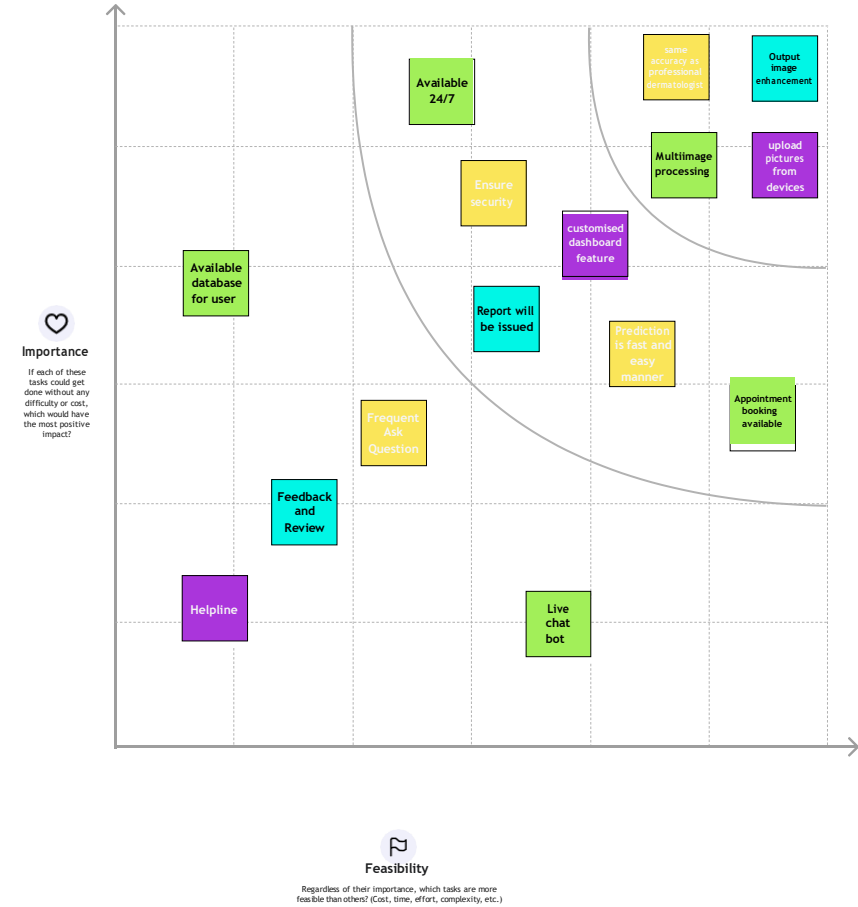 same
accuracy as
professional
dermatologist
Output
image
enhancement
Available
24/7
Multiimage
processing
upload
pictures
from
devices
Ensure
security
customised
dashboard
feature
Available
database
for user
Report will
be issued
Prediction
is fast and
easy
manner
Importance
If each of these
tasks could get
done without any
difficulty or cost,
which would have
the most positive
impact?
Appointment
booking
available
Frequent
Ask
Question
Feedback
and
Review
Helpline
Live
chat
bot
Feasibility
Regardless of their importance, which tasks are more
feasible than others? (Cost, time, effort, complexity, etc.)